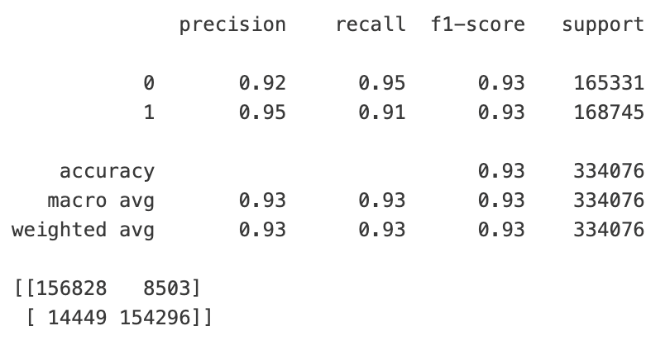 precision recall f1-score support
0 0.92 0.95 0.93 165331
1 0.95 0.91 0.93 168745
accuracy 0.93 334076
macro avg 0.93 0.93 0.93 334076
weighted avg 0.93 0.93 0.93 334076
[[156828 8503]
[ 14449 154296]]